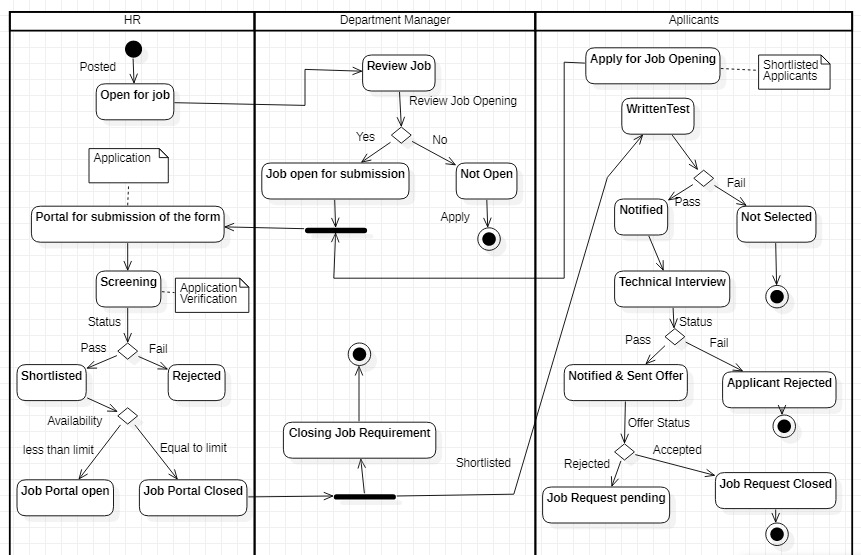 HR
Department Manager
Apllicants
Posted
Open for job
Application
Portal for submission of the form
Screening
Application
Verification
Status
Pass
Fail
Shortlisted
Rejected
Availability
less than limit
Equal to limit
Job Portal open
Job Portal Closed
Review Job
Review Job Opening
Yes
No
Job open for submission
Not Open
Apply
Closing Job Requirement
Shortlisted
Apply for Job Opening
Shortlisted
Applicants
WrittenTest
Pass
Fail
Notified
Not Selected
Technical Interview
Status
Pass
Fail
Notified & Sent Offer
Applicant Rejected
Offer Status
Rejected
Accepted
Job Request pending
Job Request Closed